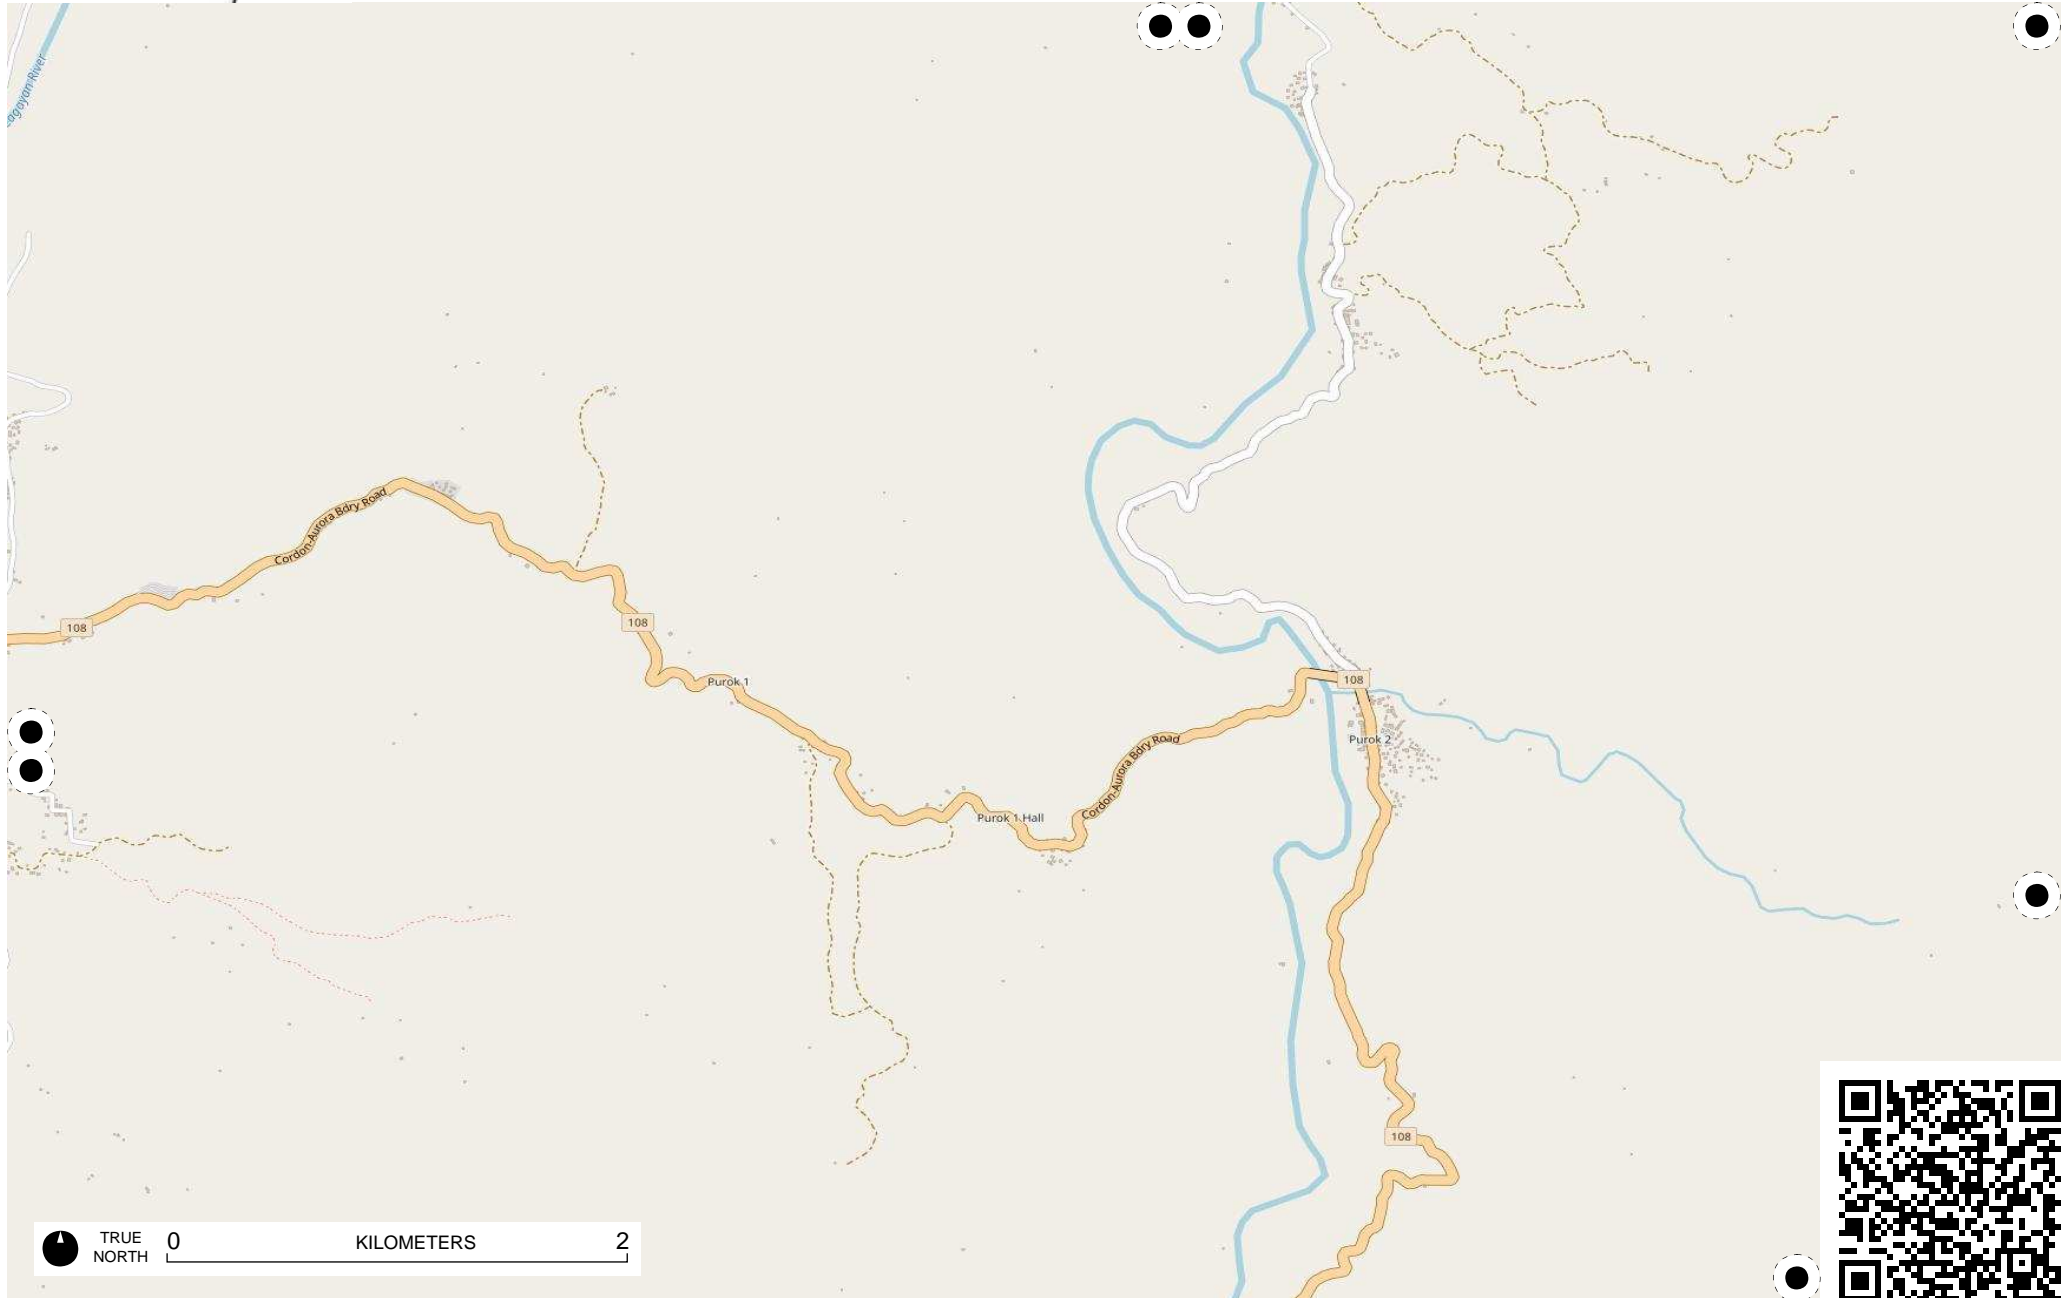 Cordon-Aurora Bdry Road
108
108
Purok 1
108
Purok 2
Cordon-Aurora Bdry Road
Purok 1 Hall
108
TRUE
NORTH
0
KILOMETERS
2